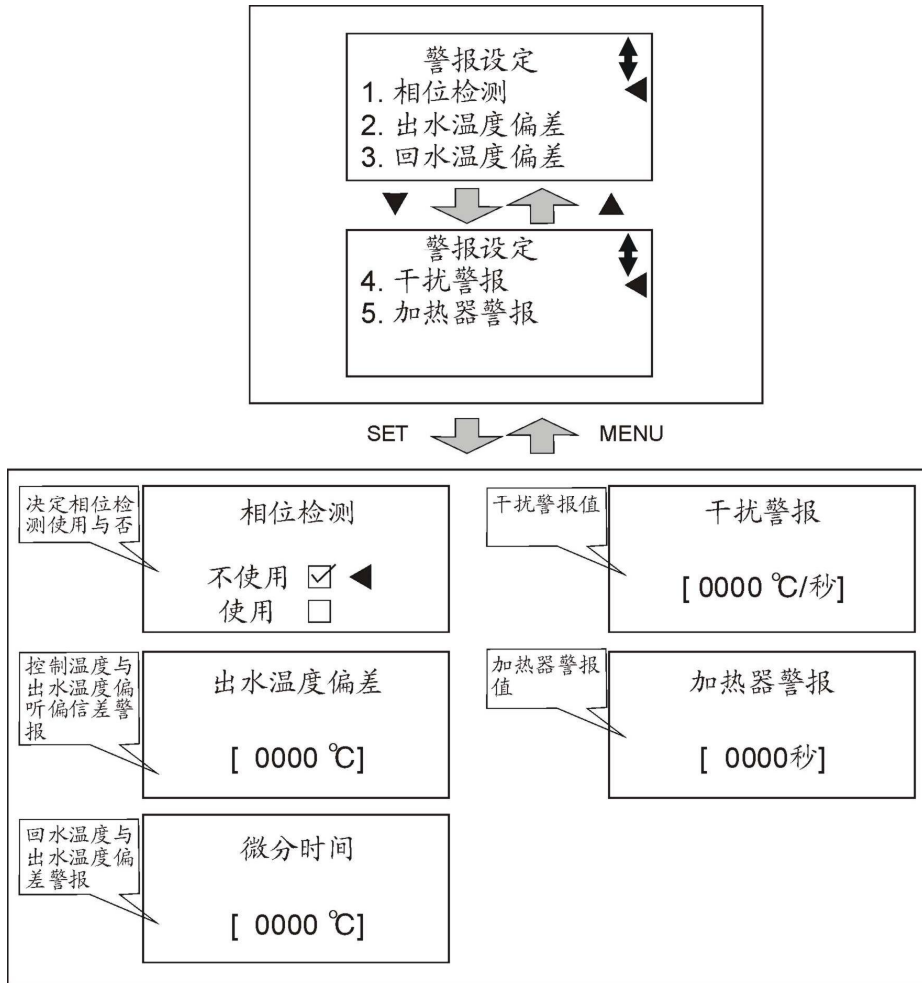 警报设定
1. 相位检测
2. 出水温度偏差
3. 回水温度偏差
▼ ▲
警报设定
4. 干扰警报
5. 加热器警报
SET MENU
决定相位检
测使用与否
相位检测
不使用 ☑ ◀
使用 ☐
干扰警报值
干扰警报
[ 0000 ℃/秒]
控制温度与
出水温度偏
听偏信差警
报
出水温度偏差
[ 0000 ℃]
加热器警报
值
加热器警报
[ 0000秒]
回水温度与
出水温度偏
差警报
微分时间
[ 0000 ℃]